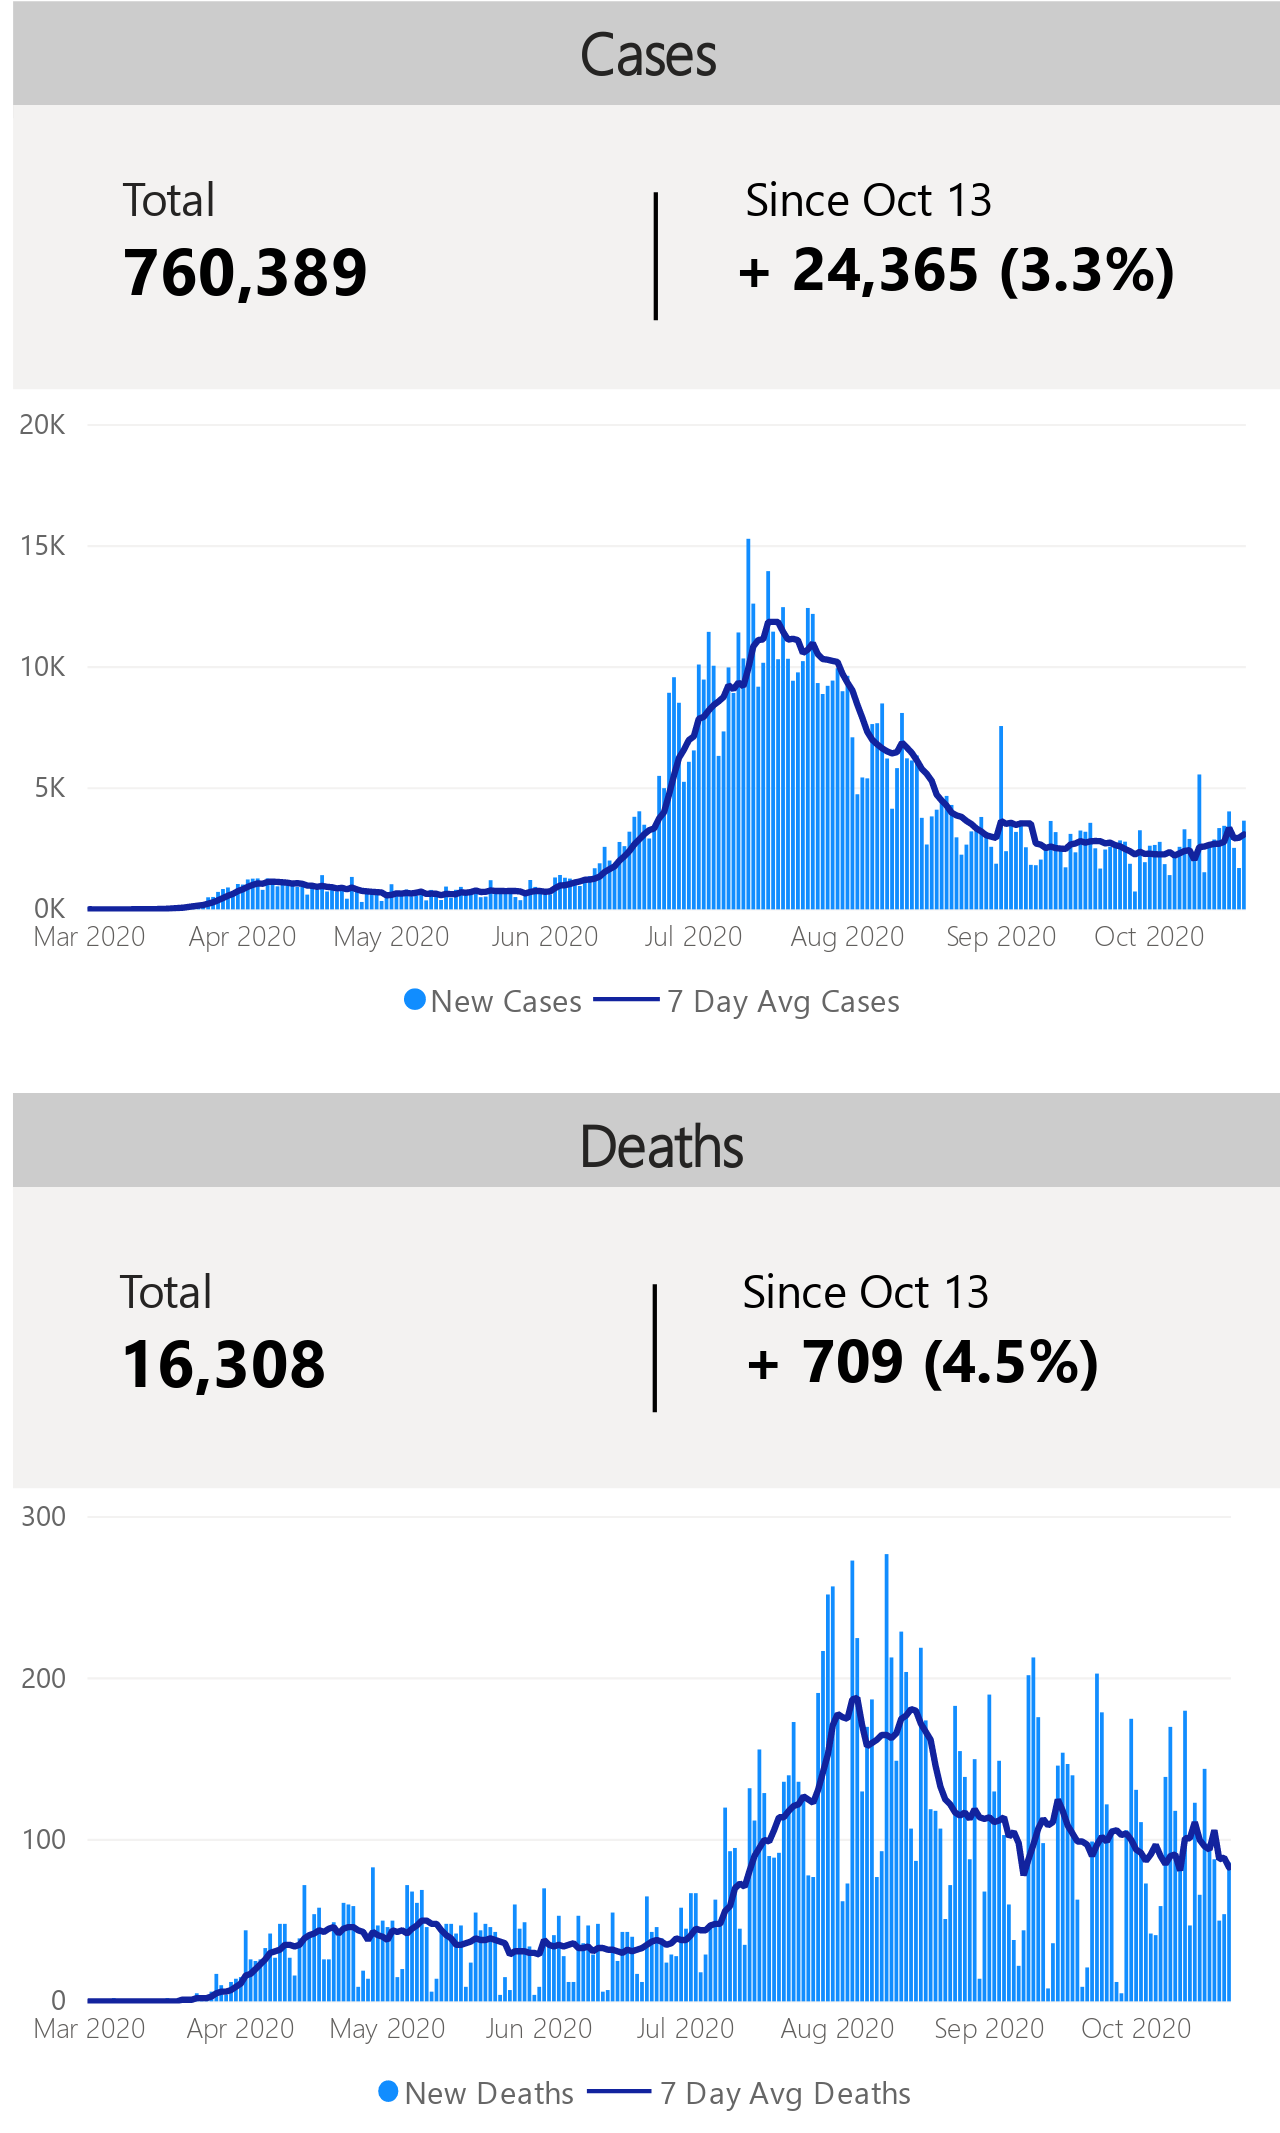 Cases
Total
Since Oct 13
760,389
+ 24,365 (3.3%)
20K
15K
10K
5K
0K
Mar 2020 Apr 2020 May 2020 Jun 2020 Jul 2020 Aug 2020 Sep 2020 Oct 2020
New Cases 7 Day Avg Cases
Deaths
Total
Since Oct 13
16,308
+ 709 (4.5%)
300
200
100
0
Mar 2020 Apr 2020 May 2020 Jun 2020 Jul 2020 Aug 2020 Sep 2020 Oct 2020
New Deaths 7 Day Avg Deaths